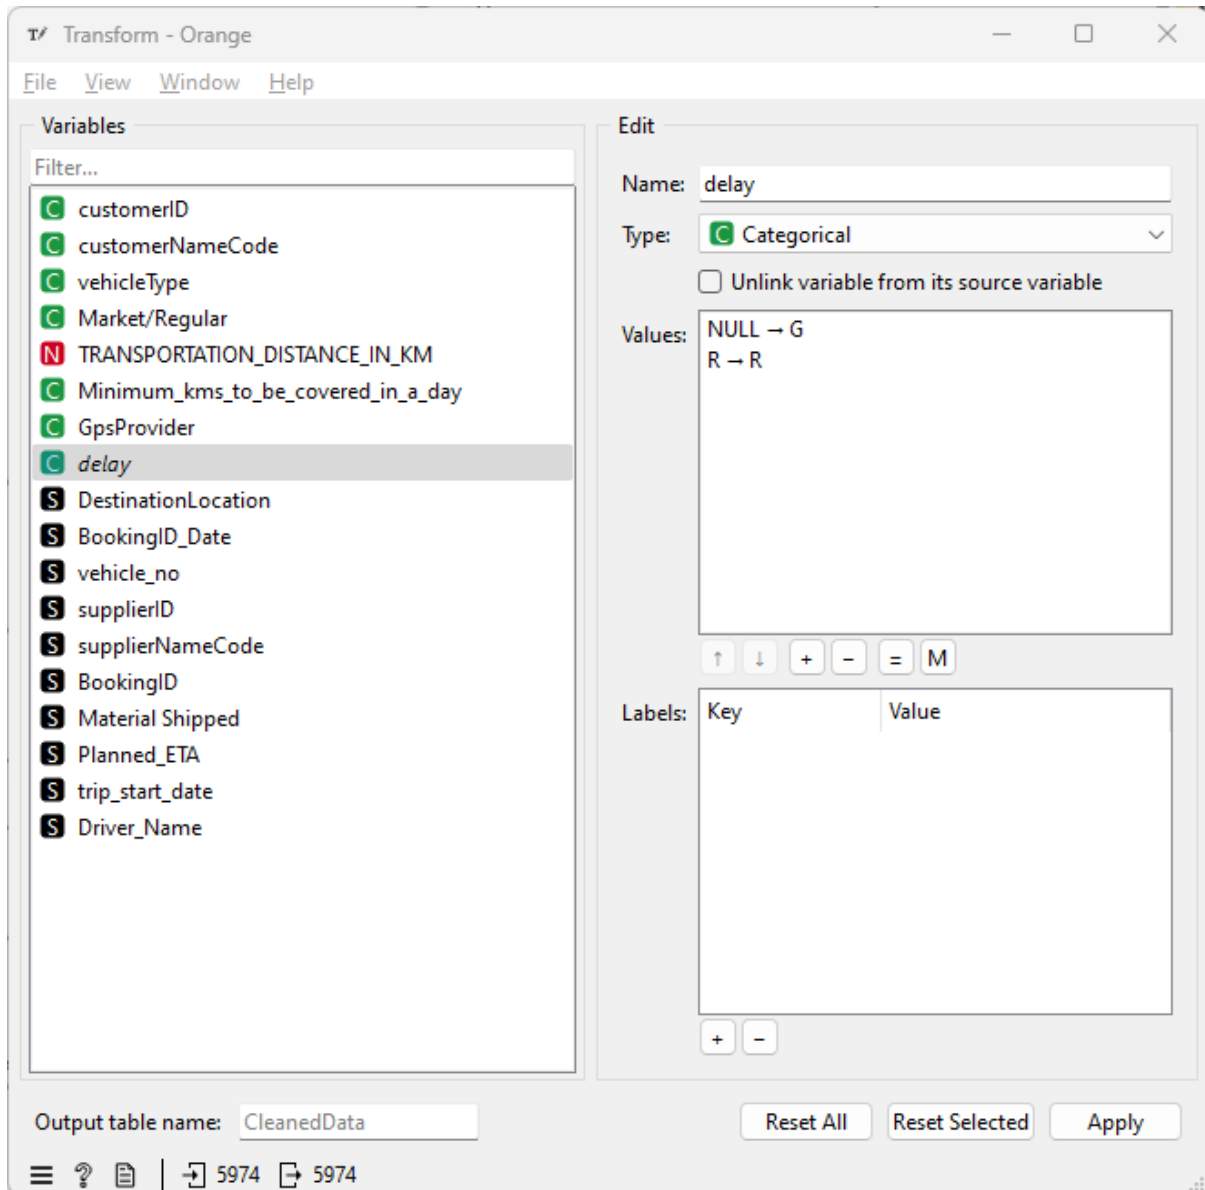 Transform - Orange
File View Window Help
Variables
Filter...
C customerID
C customerNameCode
C vehicleType
C Market/Regular
N TRANSPORTATION_DISTANCE_IN_KM
C Minimum_kms_to_be_covered_in_a_day
C GpsProvider
C delay
S DestinationLocation
S BookingID_Date
S vehicle_no
S supplierID
S supplierNameCode
S BookingID
S Material Shipped
S Planned_ETA
S trip_start_date
S Driver_Name
Edit
Name: delay
Type: C Categorical
Unlink variable from its source variable
Values: NULL → G
R → R
↑ ↓ + - = M
Labels: Key Value
+ -
Output table name: CleanedData
Reset All Reset Selected Apply
? 5974 5974